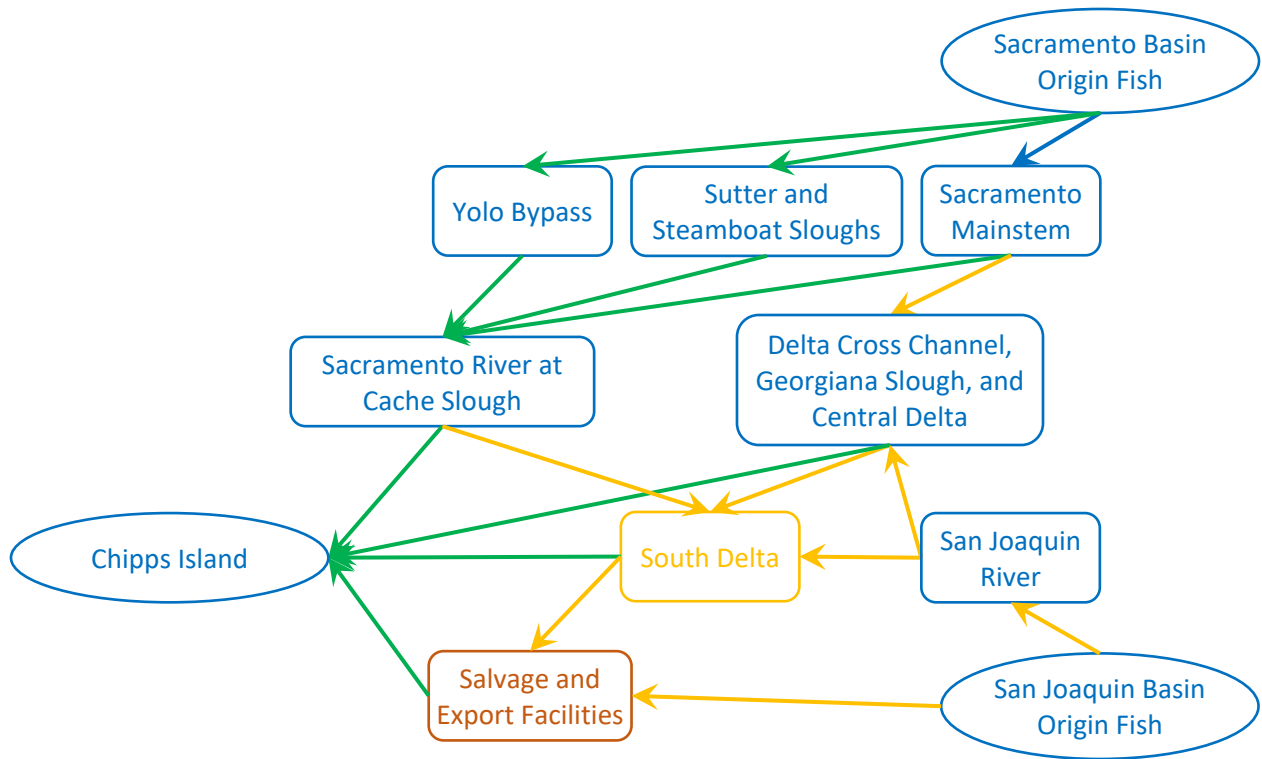 Sacramento Basin
Origin Fish
Yolo Bypass
Sutter and
Steamboat Sloughs
Sacramento
Mainstem
Sacramento River at
Cache Slough
Delta Cross Channel,
Georgiana Slough, and
Central Delta
Chipps Island
South Delta
San Joaquin
River
Salvage and
Export Facilities
San Joaquin Basin
Origin Fish